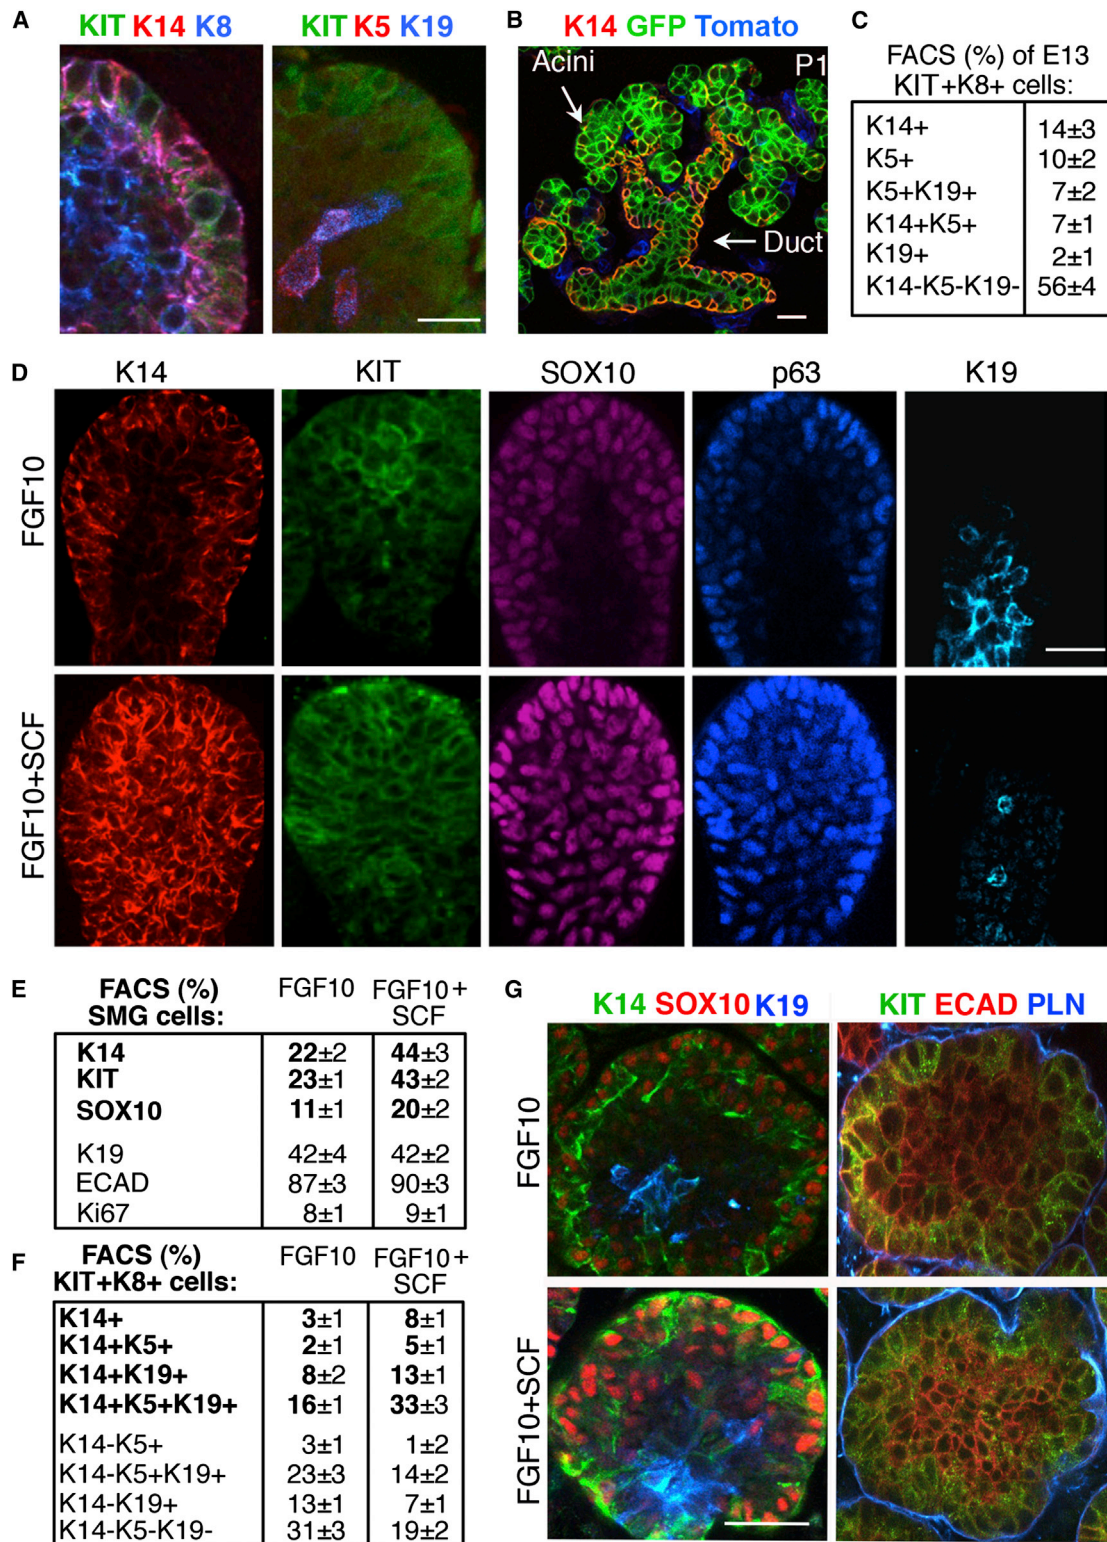 A
KIT K14 K8
KIT K5 K19
B
K14 GFP Tomato
Acini
P1
Duct
C
FACS (%) of E13
KIT+K8+ cells:
K14+ 14±3
K5+ 10±2
K5+K19+ 7±2
K14+K5+ 7±1
K19+ 2±1
K14-K5-K19- 56±4
D
K14 KIT SOX10 p63 K19
FGF10
FGF10+SCF
E
FACS (%) FGF10 FGF10+
SMG cells: SCF
K14 22±2 44±3
KIT 23±1 43±2
SOX10 11±1 20±2
K19 42±4 42±2
ECAD 87±3 90±3
Ki67 8±1 9±1
F
FACS (%) FGF10 FGF10+
KIT+K8+ cells: SCF
K14+ 3±1 8±1
K14+K5+ 2±1 5±1
K14+K19+ 8±2 13±1
K14+K5+K19+ 16±1 33±3
K14-K5+ 3±1 1±2
K14-K5+K19+ 23±3 14±2
K14-K19+ 13±1 7±1
K14-K5-K19- 31±3 19±2
G
K14 SOX10 K19
KIT ECAD PLN
FGF10
FGF10+SCF